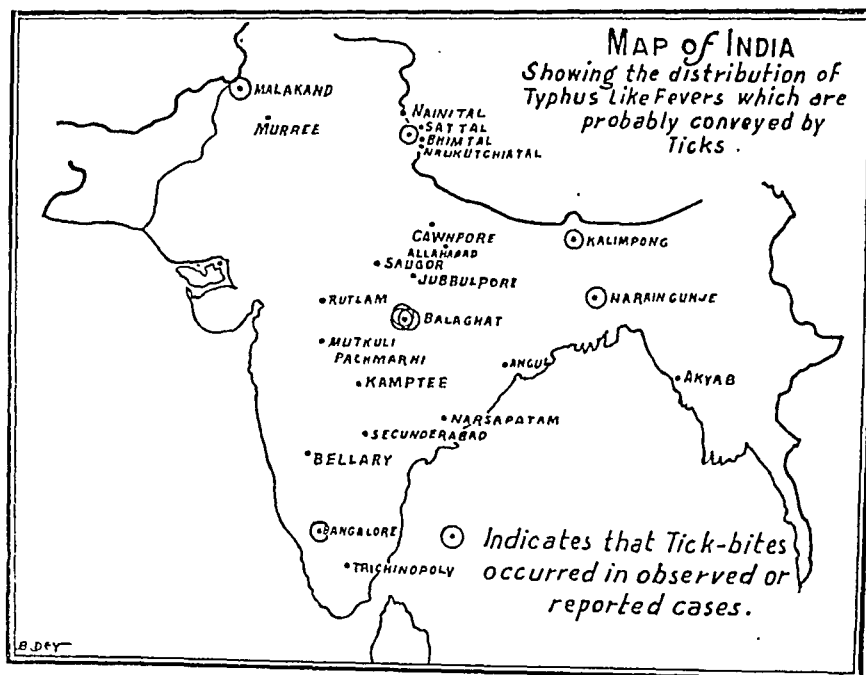 MAP of INDIA
Showing the distribution of
Typhus Like Fevers which are
probably conveyed by
Ticks.
MALAKAND
MURREE
NAINITAL
SATTAL
BHIMTAL
NAUKUTCHIATAL
CAWNPORE
ALLAHABAD
KALIMPONG
SAUGOR
JUBBULPORE
RUTLAM
NARRINGUNJE
BALAGHAT
MUTKULI
PACHMARHI
ANGUL
KAMPTEE
AKYAB
NARSAPATAM
SECUNDERABAD
BELLARY
BANGALORE
TRICHINOPOLY
Indicates that Tick-bites
occurred in observed or
reported cases.
B. DEY